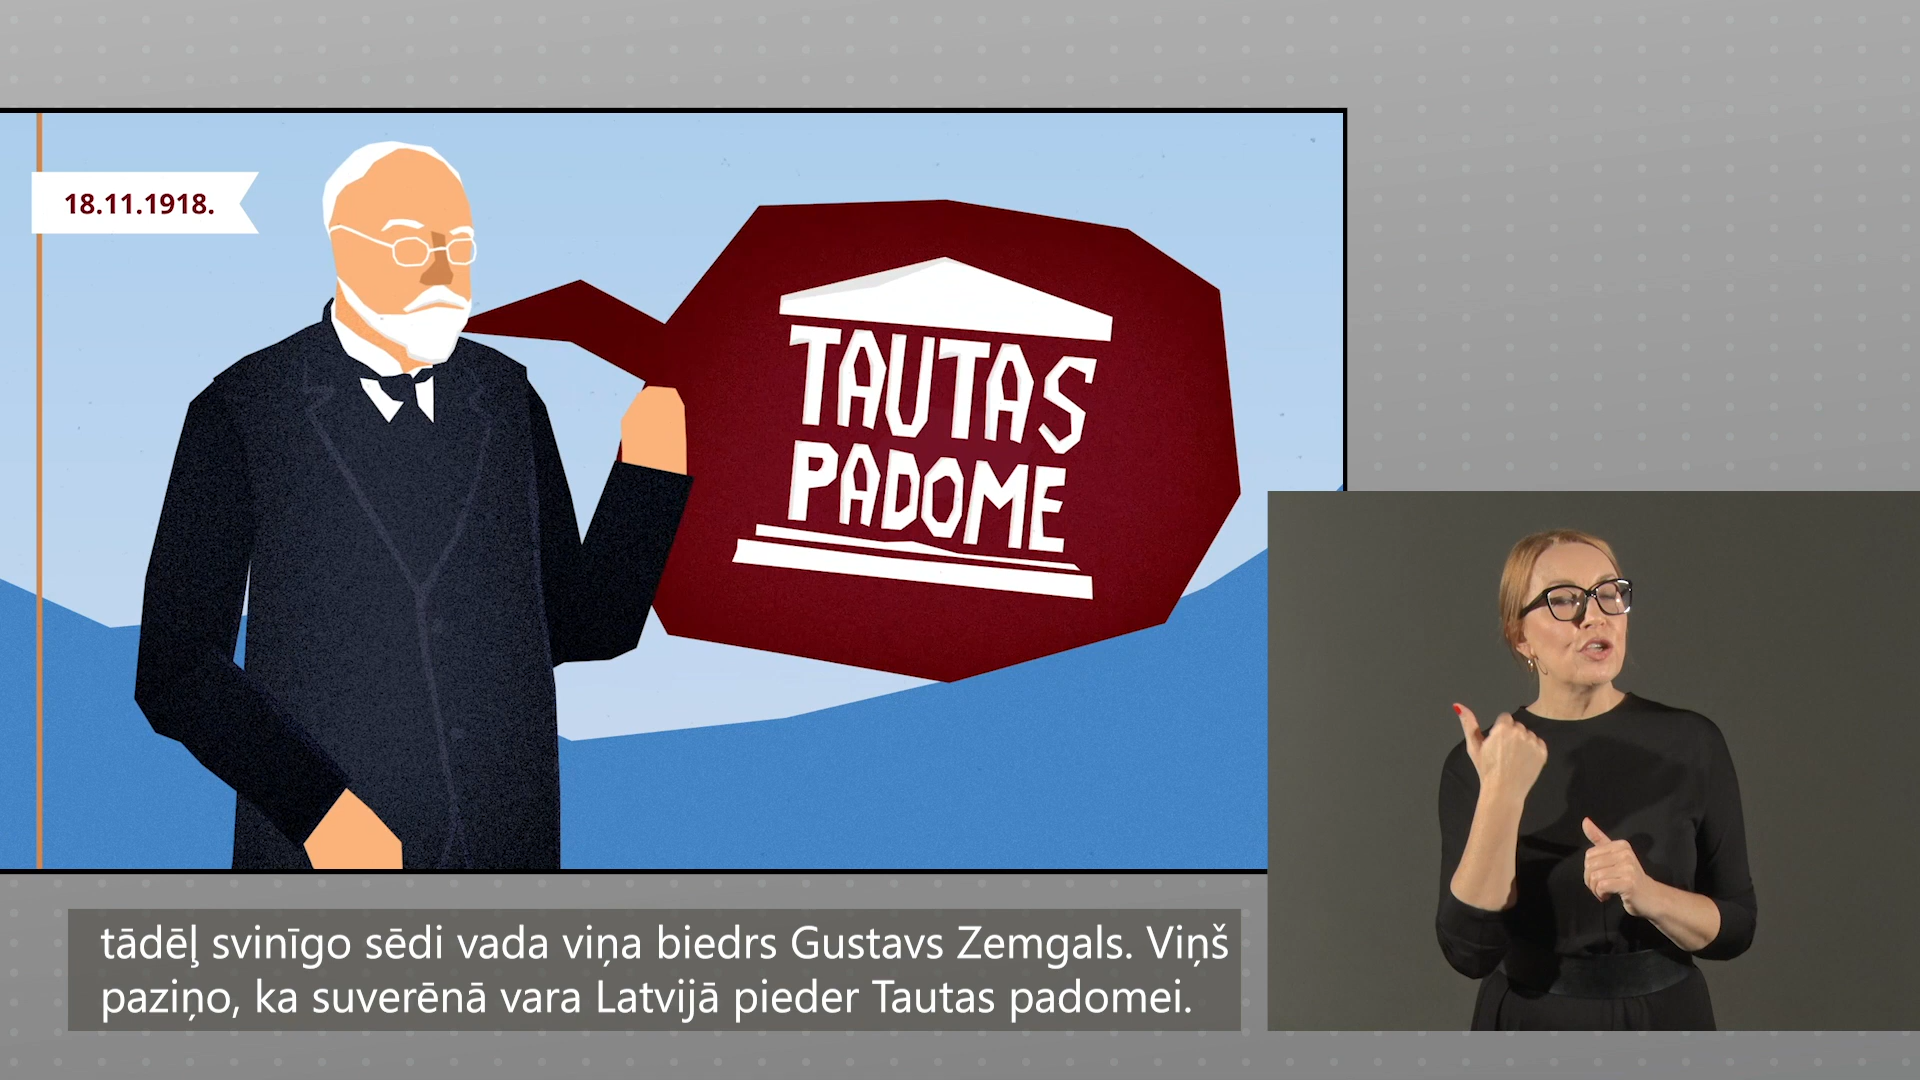 18.11.1918.
TAUTAS
PADOME
tādēļ svinīgo sēdi vada viņa biedrs Gustavs Zemgals. Viņš
paziņo, ka suverēnā vara Latvijā pieder Tautas padomei.